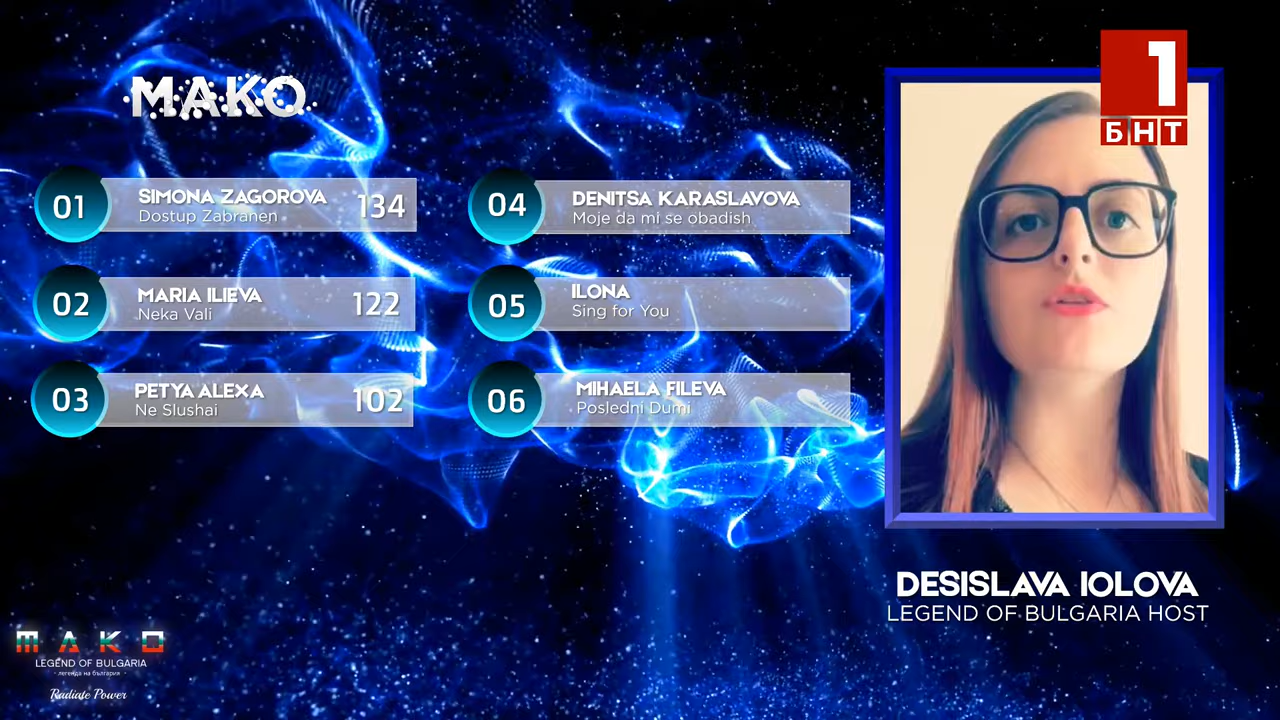 MAKO
01
SIMONA ZAGOROVA
Dostup Zabranen
134
02
MARIA ILIEVA
Neka Vali
122
03
PETYA ALEXA
Ne Slushai
102
04
DENITSA KARASLAVOVA
Moje da mi se obadish
05
ILONA
Sing for You
06
MIHAELA FILEVA
Posledni Dumi
1
БНТ
DESISLAVA IOLOVA
LEGEND OF BULGARIA HOST
MAKO
LEGEND OF BULGARIA
- легенда на българия -
Radiate Power